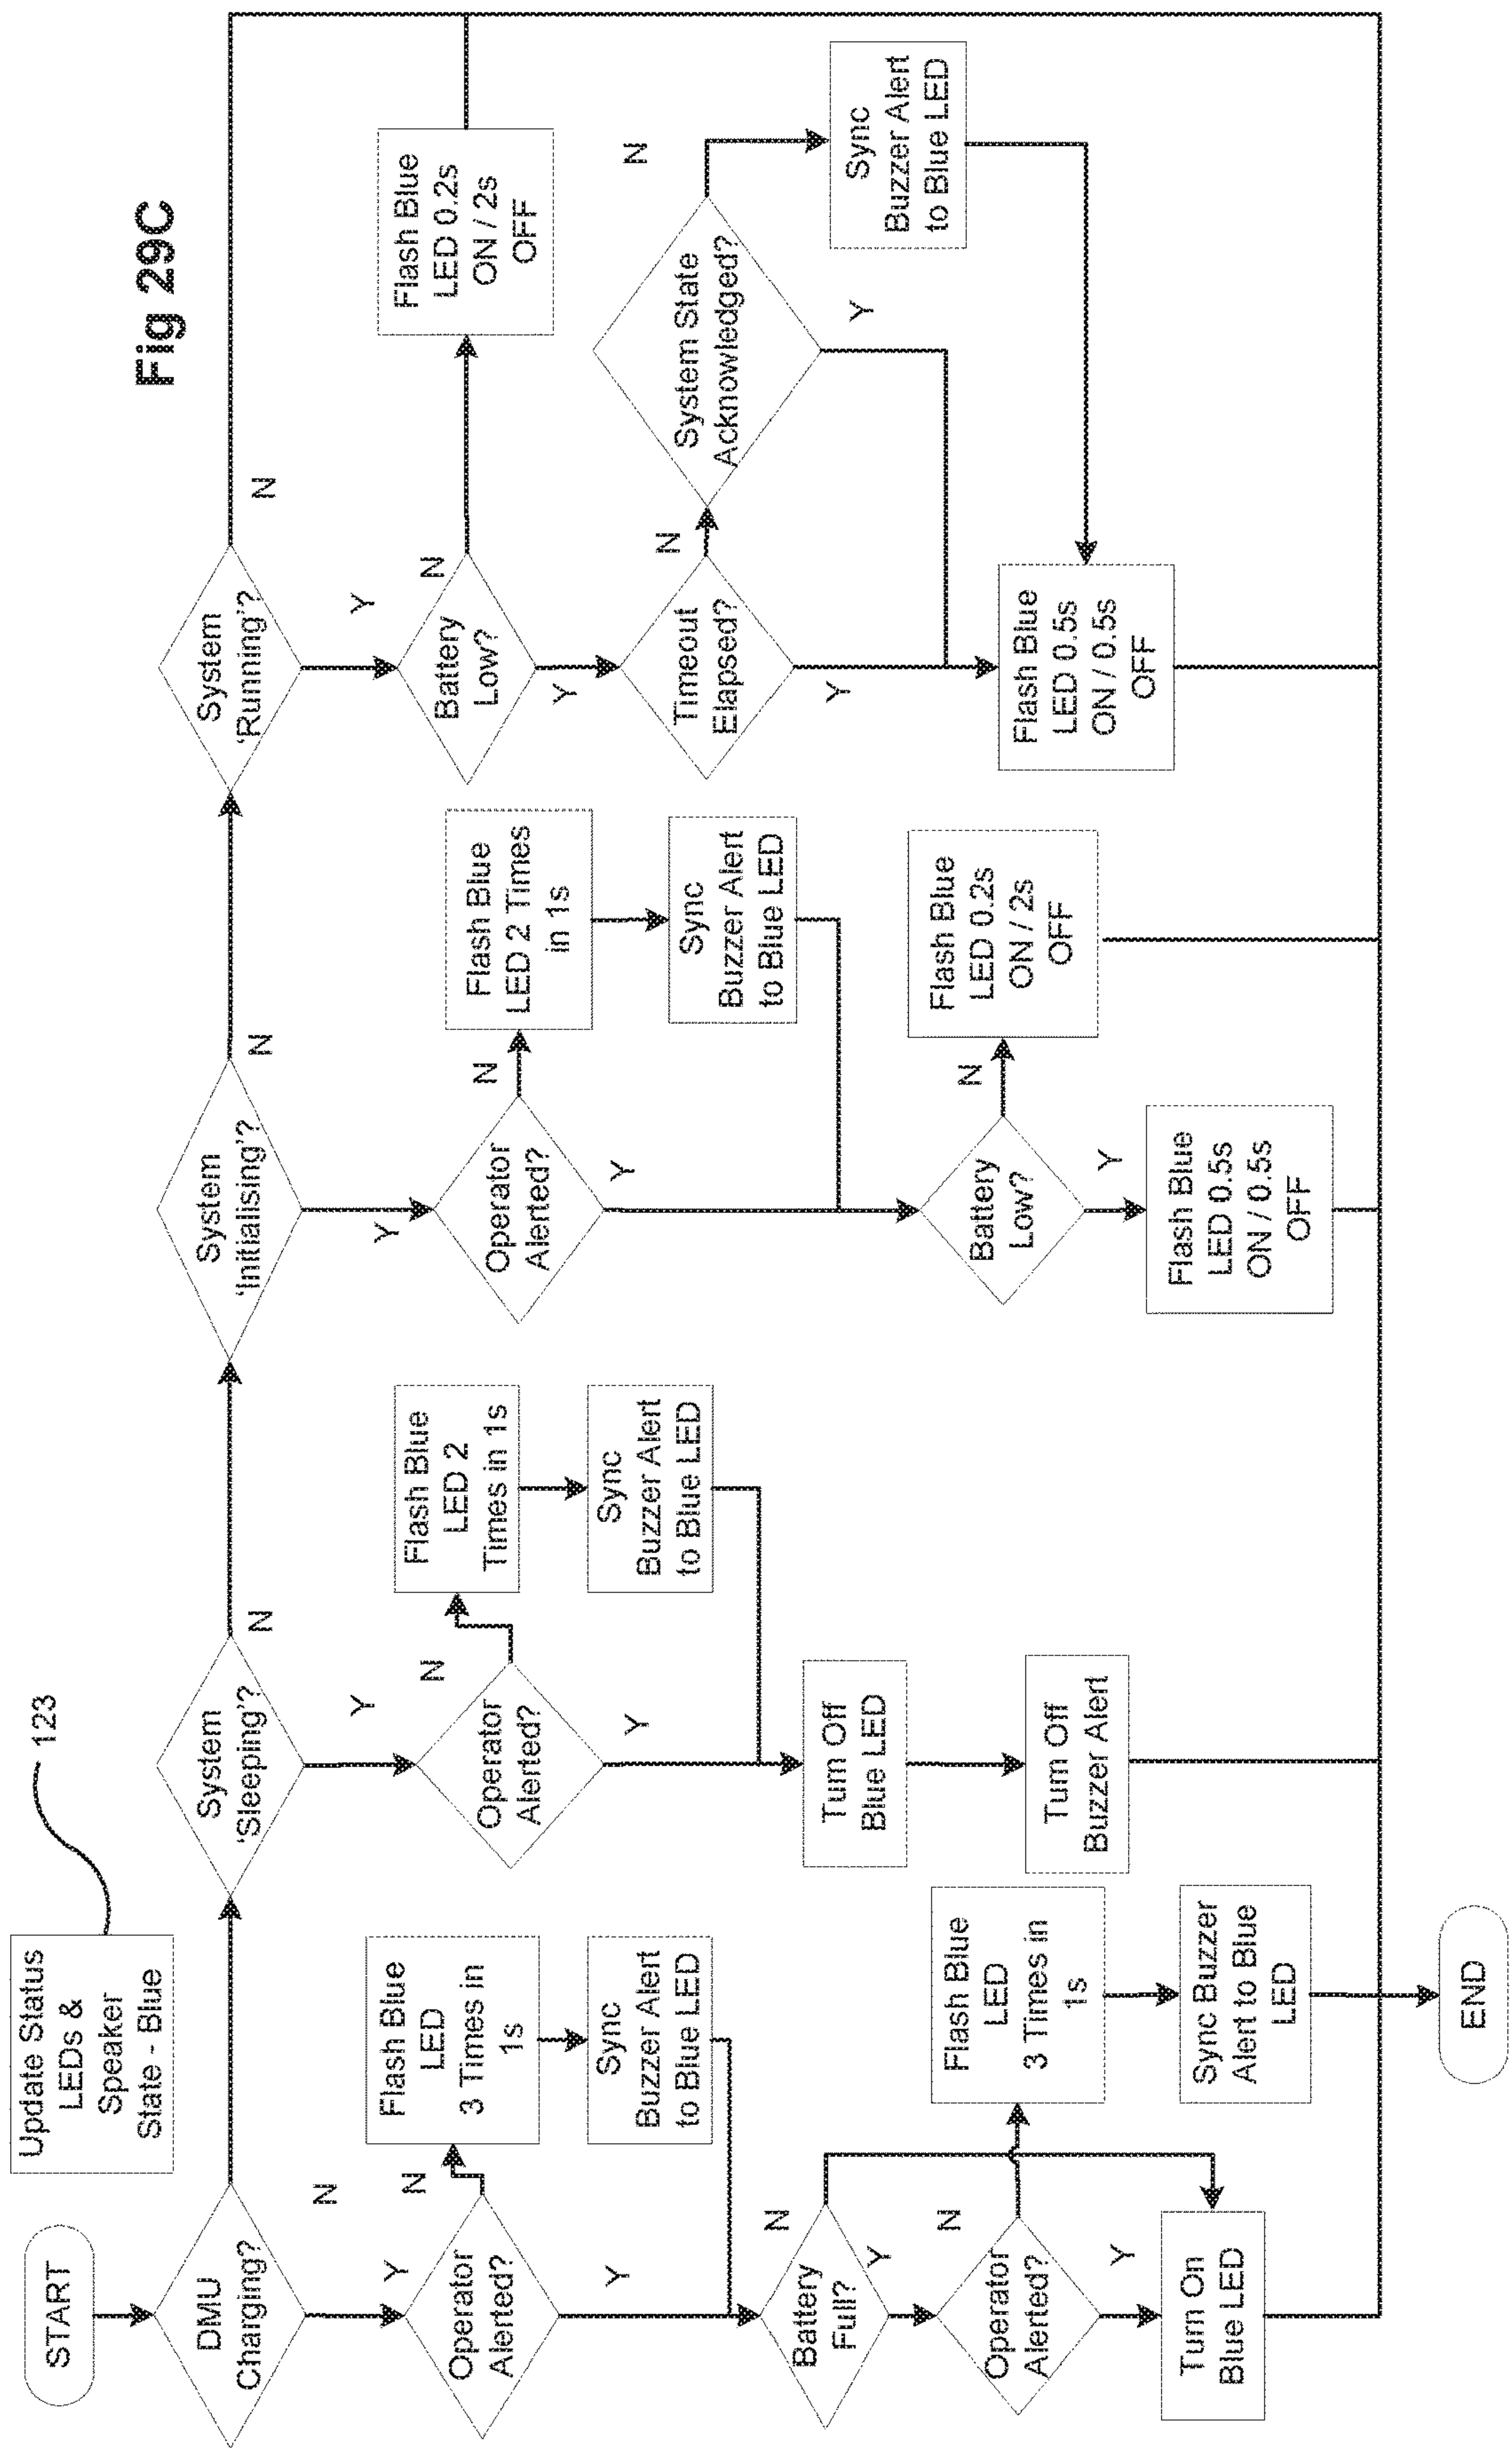 Fig 29C
START
Update Status
LEDs &
Speaker
State - Blue
123
DMU
Charging?
N
Y
Operator
Alerted?
N
Flash Blue
LED
3 Times in
1s
Sync
Buzzer Alert
to Blue LED
Y
Battery
Full?
N
Y
Operator
Alerted?
N
Flash Blue
LED
3 Times in
1s
Sync Buzzer
Alert to Blue
LED
Y
Turn On
Blue LED
System
'Sleeping'?
N
Y
Operator
Alerted?
N
Flash Blue
LED 2
Times in 1s
Sync
Buzzer Alert
to Blue LED
Y
Turn Off
Blue LED
Turn Off
Buzzer Alert
System
'Initialising'?
N
Y
Operator
Alerted?
N
Flash Blue
LED 2 Times
in 1s
Sync
Buzzer Alert
to Blue LED
Y
Battery
Low?
N
Flash Blue
LED 0.2s
ON / 2s
OFF
Y
Flash Blue
LED 0.5s
ON / 0.5s
OFF
System
'Running'?
N
Y
Battery
Low?
N
Flash Blue
LED 0.2s
ON / 2s
OFF
Y
Timeout
Elapsed?
N
System State
Acknowledged?
N
Sync
Buzzer Alert
to Blue LED
Y
Y
Flash Blue
LED 0.5s
ON / 0.5s
OFF
END